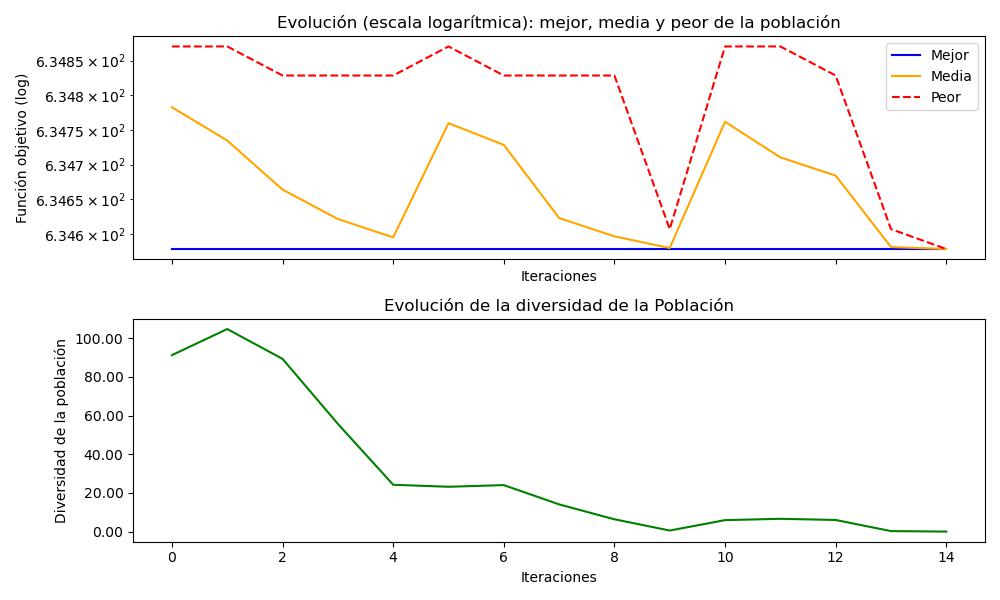 Evolución (escala logarítmica): mejor, media y peor de la población
Función objetivo (log)
6.3485 × 10²
6.348 × 10²
6.3475 × 10²
6.347 × 10²
6.3465 × 10²
6.346 × 10²
Mejor
Media
Peor
Iteraciones
Evolución de la diversidad de la Población
Diversidad de la población
100.00
80.00
60.00
40.00
20.00
0.00
0 2 4 6 8 10 12 14
Iteraciones